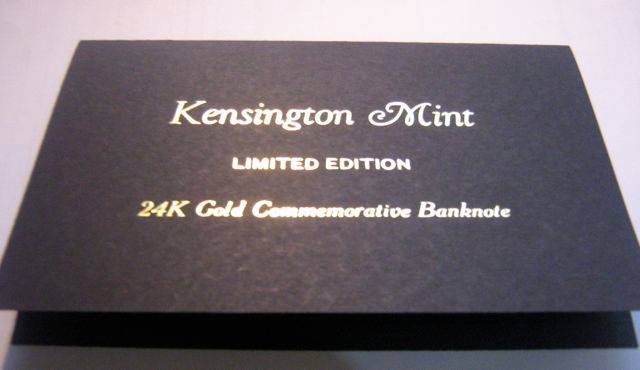 Kensington Mint
LIMITED EDITION
24K Gold Commemorative Banknote